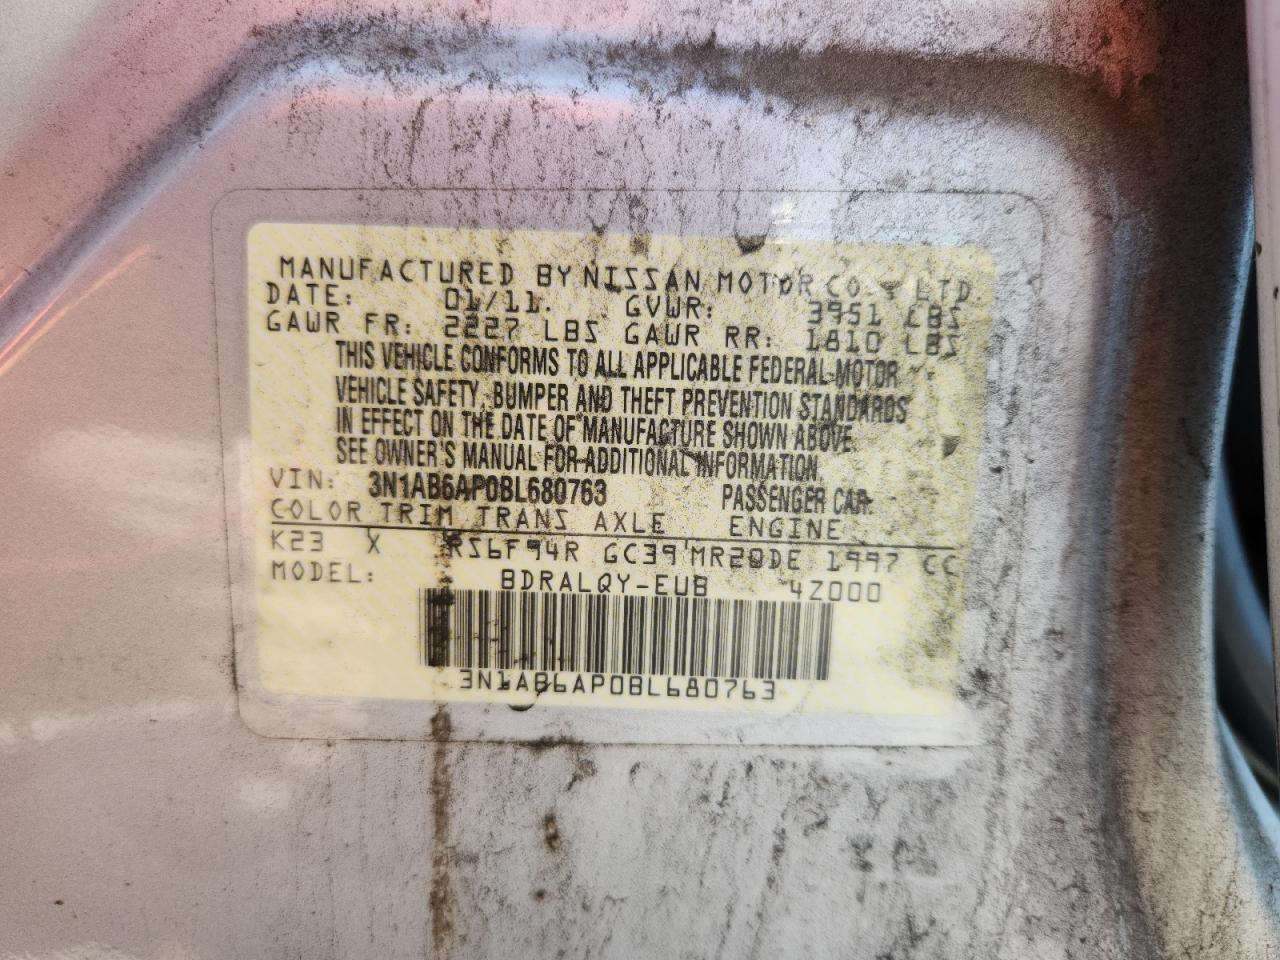 MANUFACTURED BY NISSAN MOTOR CO., LTD.
DATE: 01/11. GVWR: 3951 LBS
GAWR FR: 2227 LBS GAWR RR: 1810 LBS
THIS VEHICLE CONFORMS TO ALL APPLICABLE FEDERAL MOTOR
VEHICLE SAFETY, BUMPER AND THEFT PREVENTION STANDARDS
IN EFFECT ON THE DATE OF MANUFACTURE SHOWN ABOVE.
SEE OWNER'S MANUAL FOR ADDITIONAL INFORMATION.
VIN: 3N1AB6AP0BL680763 PASSENGER CAR.
COLOR TRIM TRANS AXLE ENGINE
K23 X RS6F94R GC39 MR20DE 1997 CC
MODEL: BDRALQY-EUB 4Z000
3N1AB6AP0BL680763